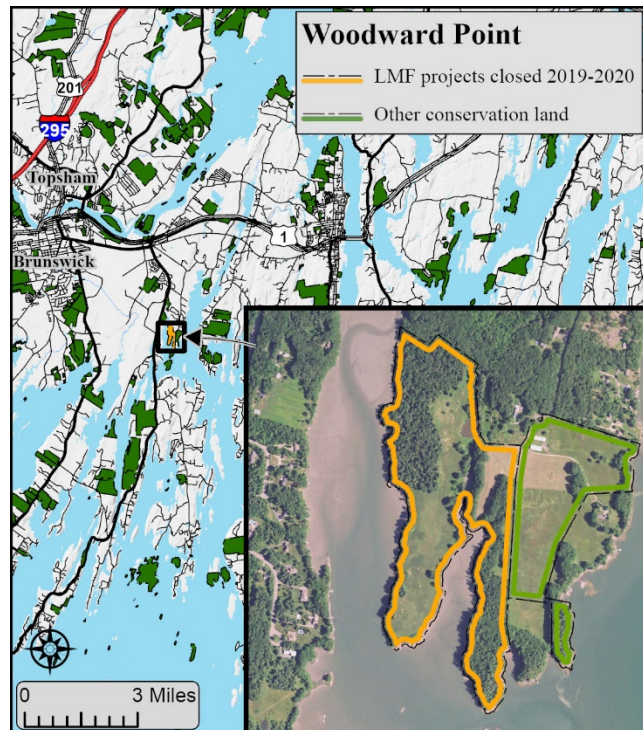 Woodward Point
LMF projects closed 2019-2020
Other conservation land
201
295
Topsham
1
Brunswick
0 3 Miles